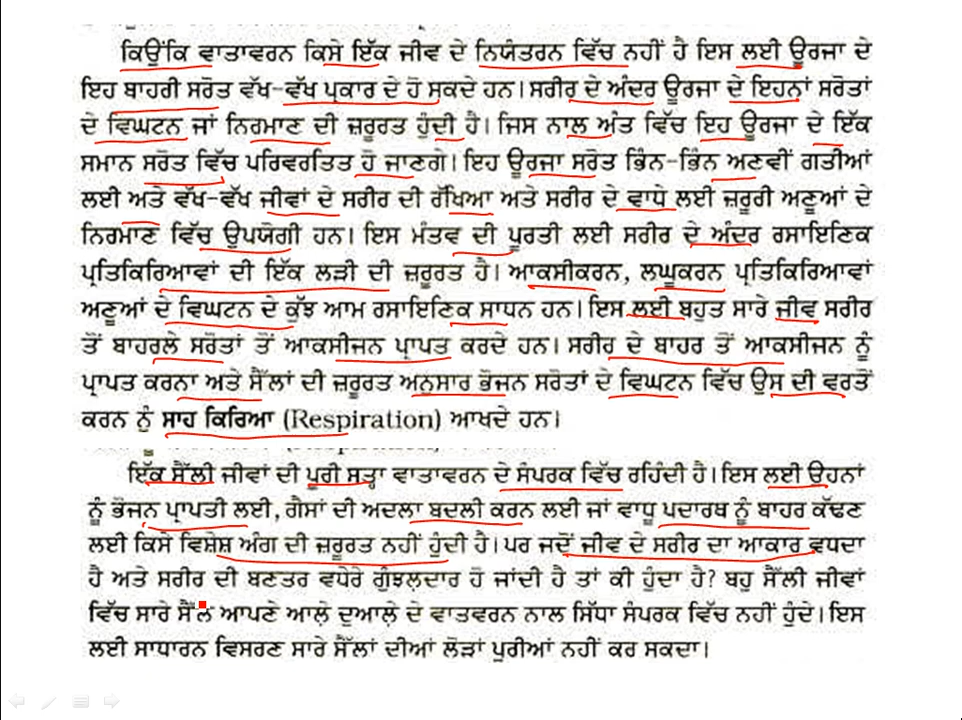 ਕਿਉਂਕਿ ਵਾਤਾਵਰਨ ਕਿਸੇ ਇੱਕ ਜੀਵ ਦੇ ਨਿਯੰਤਰਨ ਵਿੱਚ ਨਹੀਂ ਹੈ ਇਸ ਲਈ ਊਰਜਾ ਦੇ
ਇਹ ਬਾਹਰੀ ਸਰੋਤ ਵੱਖ-ਵੱਖ ਪ੍ਰਕਾਰ ਦੇ ਹੋ ਸਕਦੇ ਹਨ। ਸਰੀਰ ਦੇ ਅੰਦਰ ਊਰਜਾ ਦੇ ਇਹਨਾਂ ਸਰੋਤਾਂ
ਦੇ ਵਿਘਟਨ ਜਾਂ ਨਿਰਮਾਣ ਦੀ ਜ਼ਰੂਰਤ ਹੁੰਦੀ ਹੈ। ਜਿਸ ਨਾਲ ਅੰਤ ਵਿੱਚ ਇਹ ਊਰਜਾ ਦੇ ਇੱਕ
ਸਮਾਨ ਸਰੋਤ ਵਿੱਚ ਪਰਿਵਰਤਿਤ ਹੋ ਜਾਣਗੇ। ਇਹ ਊਰਜਾ ਸਰੋਤ ਭਿੰਨ-ਭਿੰਨ ਅਣਵੀਂ ਗਤੀਆਂ
ਲਈ ਅਤੇ ਵੱਖ-ਵੱਖ ਜੀਵਾਂ ਦੇ ਸਰੀਰ ਦੀ ਰੱਖਿਆ ਅਤੇ ਸਰੀਰ ਦੇ ਵਾਧੇ ਲਈ ਜ਼ਰੂਰੀ ਅਣੂਆਂ ਦੇ
ਨਿਰਮਾਣ ਵਿੱਚ ਉਪਯੋਗੀ ਹਨ। ਇਸ ਮੰਤਵ ਦੀ ਪੂਰਤੀ ਲਈ ਸਰੀਰ ਦੇ ਅੰਦਰ ਰਸਾਇਣਿਕ
ਪ੍ਰਤਿਕਿਰਿਆਵਾਂ ਦੀ ਇੱਕ ਲੜੀ ਦੀ ਜ਼ਰੂਰਤ ਹੈ। ਆਕਸੀਕਰਨ, ਲਘੂਕਰਨ ਪ੍ਰਤਿਕਿਰਿਆਵਾਂ
ਅਣੂਆਂ ਦੇ ਵਿਘਟਨ ਦੇ ਕੁੱਝ ਆਮ ਰਸਾਇਣਿਕ ਸਾਧਨ ਹਨ। ਇਸ ਲਈ ਬਹੁਤ ਸਾਰੇ ਜੀਵ ਸਰੀਰ
ਤੋਂ ਬਾਹਰਲੇ ਸਰੋਤਾਂ ਤੋਂ ਆਕਸੀਜਨ ਪ੍ਰਾਪਤ ਕਰਦੇ ਹਨ। ਸਰੀਰ ਦੇ ਬਾਹਰ ਤੋਂ ਆਕਸੀਜਨ ਨੂੰ
ਪ੍ਰਾਪਤ ਕਰਨਾ ਅਤੇ ਸੈੱਲਾਂ ਦੀ ਜ਼ਰੂਰਤ ਅਨੁਸਾਰ ਭੋਜਨ ਸਰੋਤਾਂ ਦੇ ਵਿਘਟਨ ਵਿੱਚ ਉਸ ਦੀ ਵਰਤੋਂ
ਕਰਨ ਨੂੰ ਸਾਹ ਕਿਰਿਆ (Respiration) ਆਖਦੇ ਹਨ।
ਇੱਕ ਸੈੱਲੀ ਜੀਵਾਂ ਦੀ ਪੂਰੀ ਸਤ੍ਹਾ ਵਾਤਾਵਰਨ ਦੇ ਸੰਪਰਕ ਵਿੱਚ ਰਹਿੰਦੀ ਹੈ। ਇਸ ਲਈ ਉਹਨਾਂ
ਨੂੰ ਭੋਜਨ ਪ੍ਰਾਪਤੀ ਲਈ, ਗੈਸਾਂ ਦੀ ਅਦਲਾ ਬਦਲੀ ਕਰਨ ਲਈ ਜਾਂ ਵਾਧੂ ਪਦਾਰਥ ਨੂੰ ਬਾਹਰ ਕੱਢਣ
ਲਈ ਕਿਸੇ ਵਿਸ਼ੇਸ਼ ਅੰਗ ਦੀ ਜ਼ਰੂਰਤ ਨਹੀਂ ਹੁੰਦੀ ਹੈ। ਪਰ ਜਦੋਂ ਜੀਵ ਦੇ ਸਰੀਰ ਦਾ ਆਕਾਰ ਵਧਦਾ
ਹੈ ਅਤੇ ਸਰੀਰ ਦੀ ਬਣਤਰ ਵਧੇਰੇ ਗੁੰਝਲਦਾਰ ਹੋ ਜਾਂਦੀ ਹੈ ਤਾਂ ਕੀ ਹੁੰਦਾ ਹੈ? ਬਹੁ ਸੈੱਲੀ ਜੀਵਾਂ
ਵਿੱਚ ਸਾਰੇ ਸੈੱਲ ਆਪਣੇ ਆਲੇ ਦੁਆਲੇ ਦੇ ਵਾਤਵਰਨ ਨਾਲ ਸਿੱਧਾ ਸੰਪਰਕ ਵਿੱਚ ਨਹੀਂ ਹੁੰਦੇ। ਇਸ
ਲਈ ਸਾਧਾਰਨ ਵਿਸਰਣ ਸਾਰੇ ਸੈੱਲਾਂ ਦੀਆਂ ਲੋੜਾਂ ਪੂਰੀਆਂ ਨਹੀਂ ਕਰ ਸਕਦਾ।